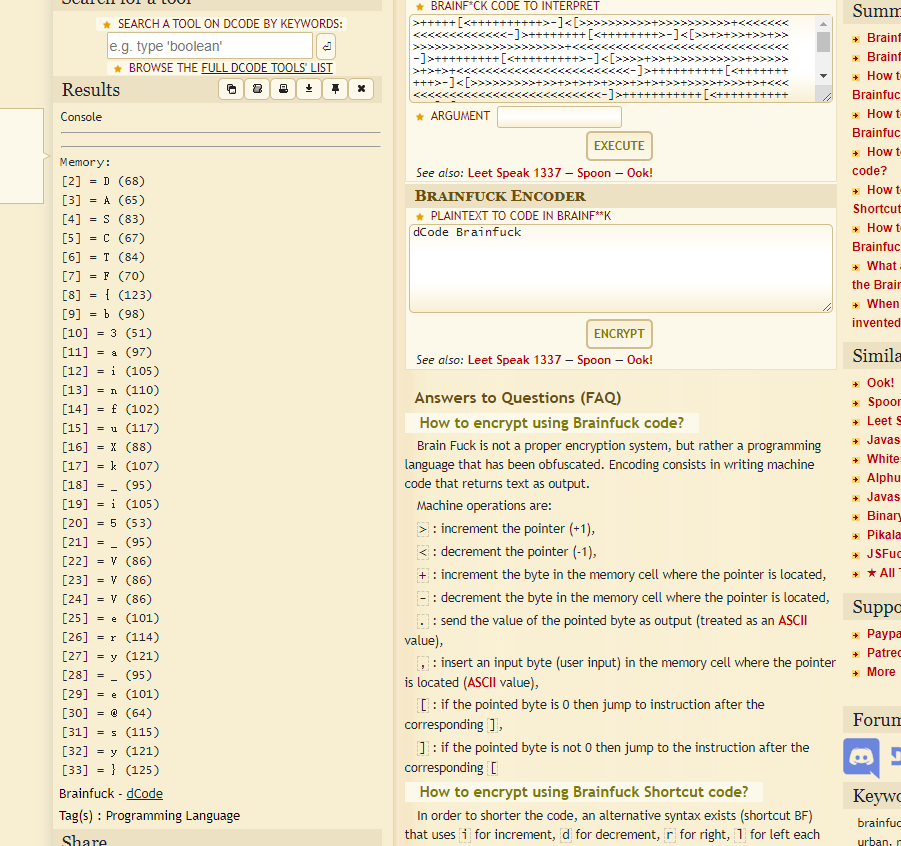 Search for a tool
SEARCH A TOOL ON DCODE BY KEYWORDS:
e.g. type 'boolean'
BROWSE THE FULL DCODE TOOLS' LIST
Results
Console
Memory:
[2] = D (68)
[3] = A (65)
[4] = S (83)
[5] = C (67)
[6] = T (84)
[7] = F (70)
[8] = { (123)
[9] = b (98)
[10] = 3 (51)
[11] = a (97)
[12] = i (105)
[13] = n (110)
[14] = f (102)
[15] = u (117)
[16] = X (88)
[17] = k (107)
[18] = _ (95)
[19] = i (105)
[20] = 5 (53)
[21] = _ (95)
[22] = V (86)
[23] = V (86)
[24] = V (86)
[25] = e (101)
[26] = r (114)
[27] = y (121)
[28] = _ (95)
[29] = e (101)
[30] = @ (64)
[31] = s (115)
[32] = y (121)
[33] = } (125)
Brainfuck - dCode
Tag(s) : Programming Language
Share
BRAINF*CK CODE TO INTERPRET
ARGUMENT
EXECUTE
See also: Leet Speak 1337 – Spoon – Ook!
BRAINFUCK ENCODER
PLAINTEXT TO CODE IN BRAINF**K
dCode Brainfuck
ENCRYPT
See also: Leet Speak 1337 – Spoon – Ook!
Answers to Questions (FAQ)
How to encrypt using Brainfuck code?
Brain Fuck is not a proper encryption system, but rather a programming
language that has been obfuscated. Encoding consists in writing machine
code that returns text as output.
Machine operations are:
> : increment the pointer (+1),
< : decrement the pointer (-1),
+ : increment the byte in the memory cell where the pointer is located,
- : decrement the byte in the memory cell where the pointer is located,
. : send the value of the pointed byte as output (treated as an ASCII
value),
, : insert an input byte (user input) in the memory cell where the pointer
is located (ASCII value),
[ : if the pointed byte is 0 then jump to instruction after the
corresponding ],
] : if the pointed byte is not 0 then jump to the instruction after the
corresponding [
How to encrypt using Brainfuck Shortcut code?
In order to shorter the code, an alternative syntax exists (shortcut BF)
that uses i for increment, d for decrement, r for right, l for left each
Summ
Brainf
Brainf
How to
Brainfuc
How to
Brainfuc
How to
code?
How to
Shortcut
How to
Brainfuc
What a
the Brain
When
invented
Simila
Ook!
Spoon
Leet S
Javas
White
Alphu
Javas
Binary
Pikala
JSFuc
★ All T
Suppo
Paypa
Patreo
More
Forum
Keywo
brainfuc
urban, r